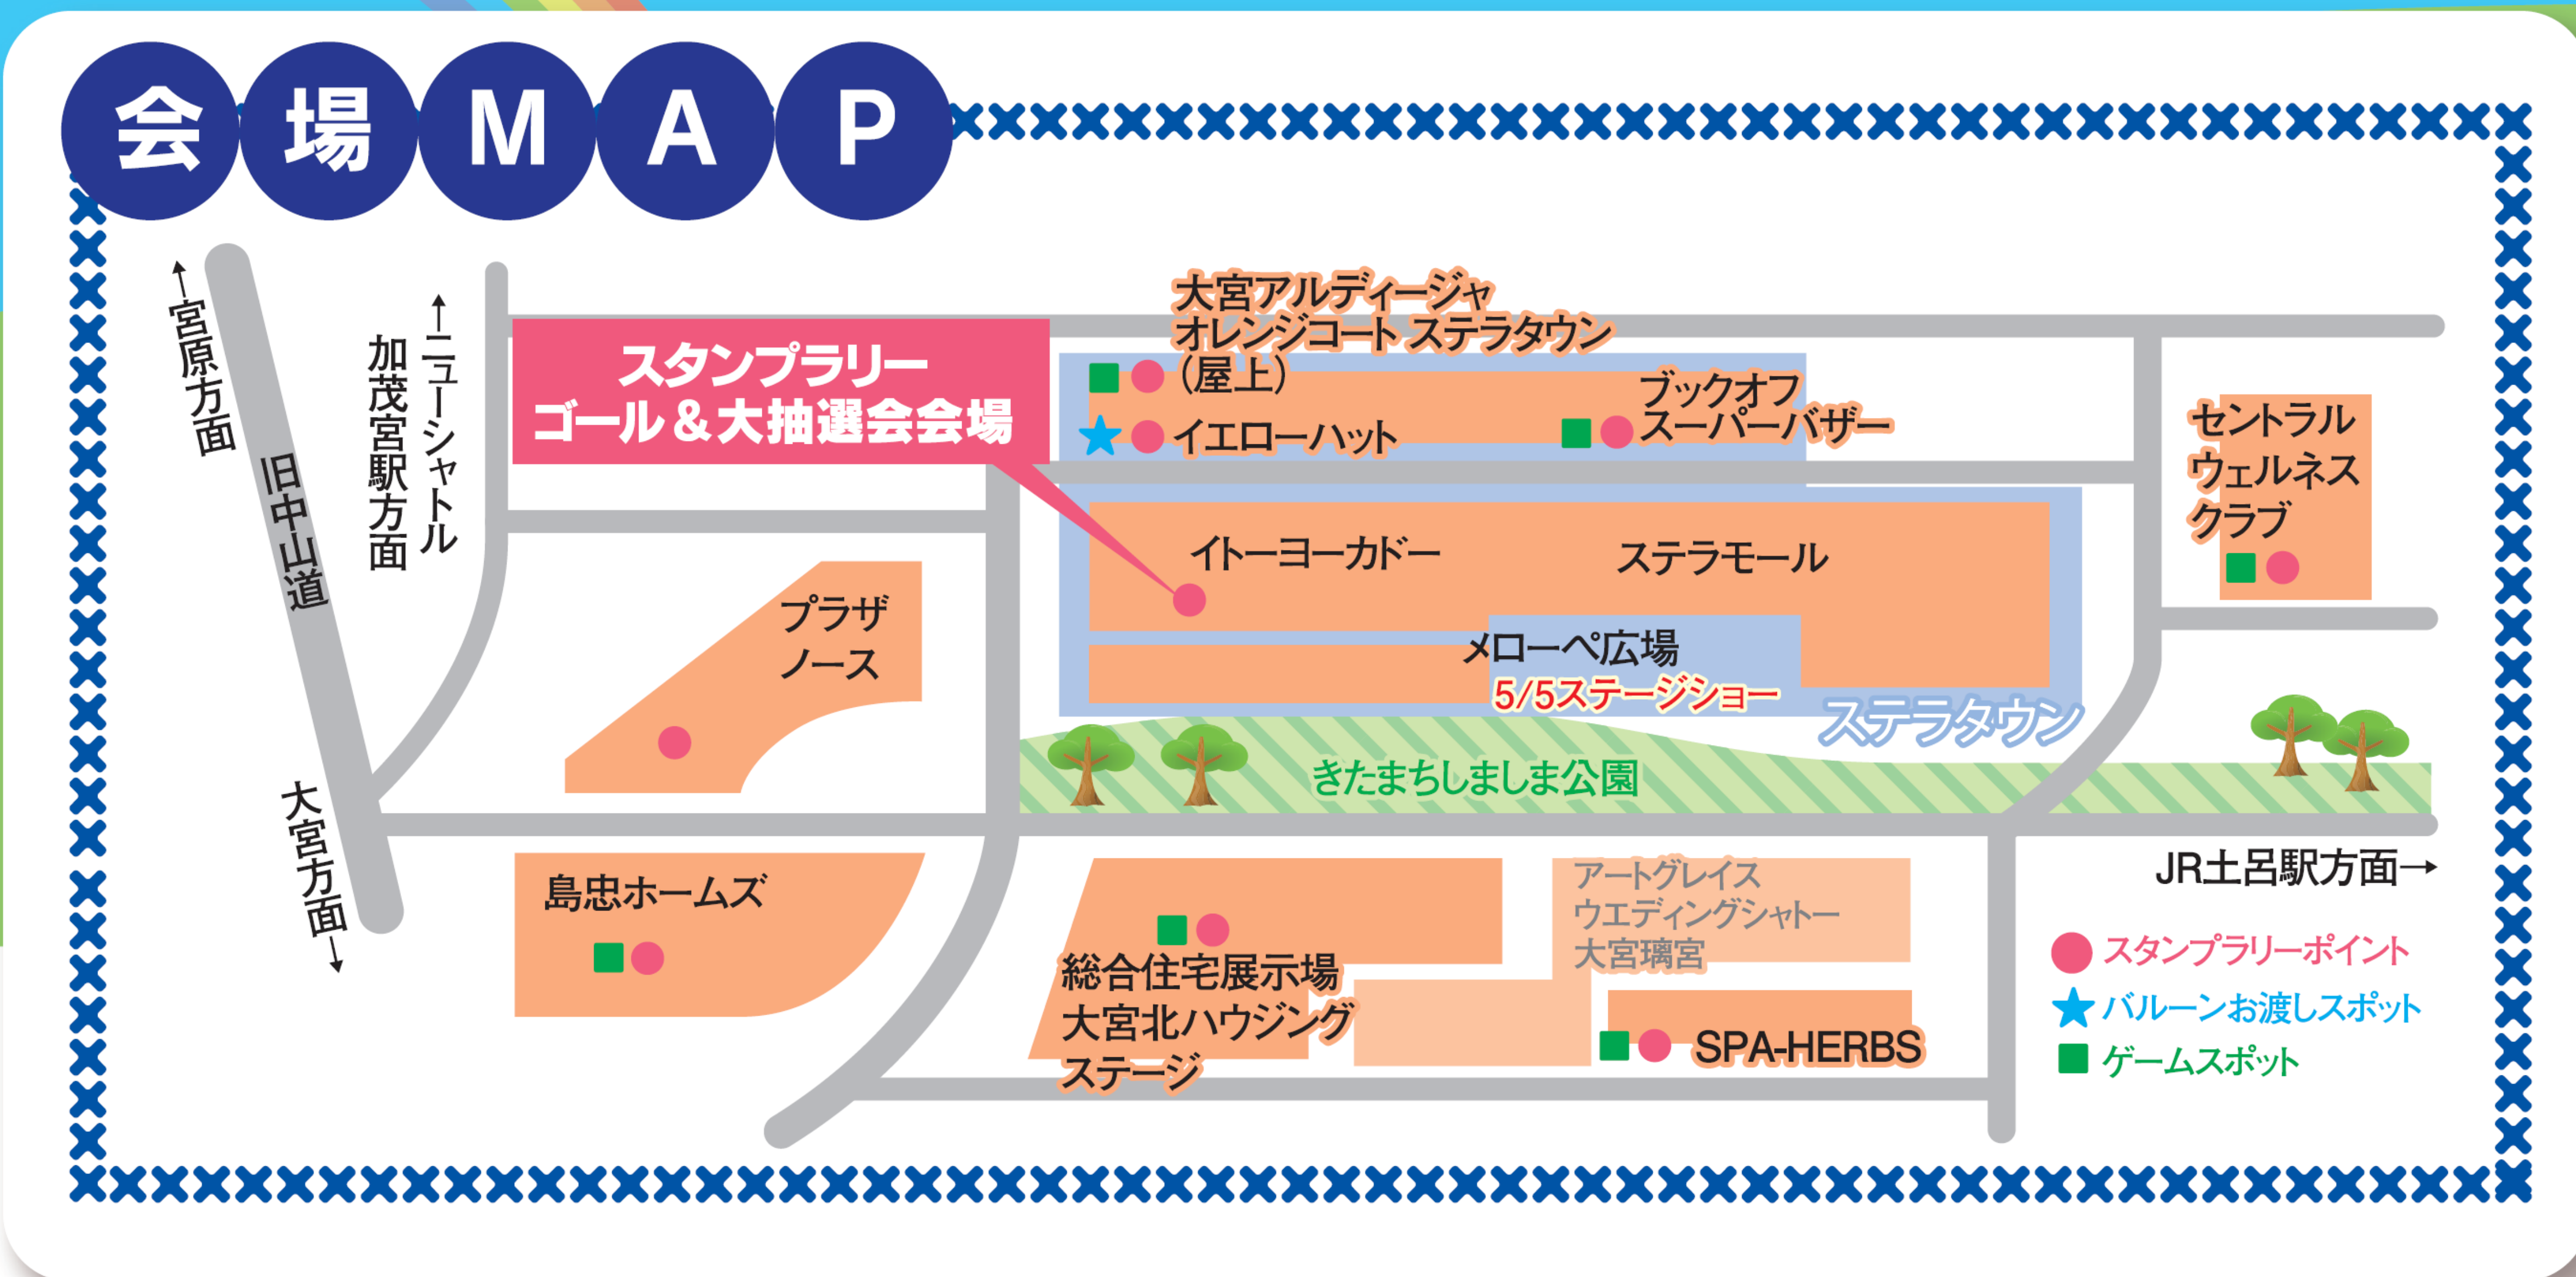 会場MAP
←宮原方面
旧中山道
大宮方面→
←ニューシャトル
加茂宮駅方面
スタンプラリー
ゴール&大抽選会会場
大宮アルディージャ
オレンジコート ステラタウン
(屋上)
イエローハット
ブックオフ
スーパーバザー
セントラル
ウェルネス
クラブ
イトーヨーカドー
ステラモール
メローペ広場
5/5ステージショー
ステラタウン
プラザ
ノース
きたまちしましま公園
島忠ホームズ
総合住宅展示場
大宮北ハウジング
ステージ
アートグレイス
ウエディングシャトー
大宮璃宮
SPA-HERBS
JR土呂駅方面→
スタンプラリーポイント
バルーンお渡しスポット
ゲームスポット